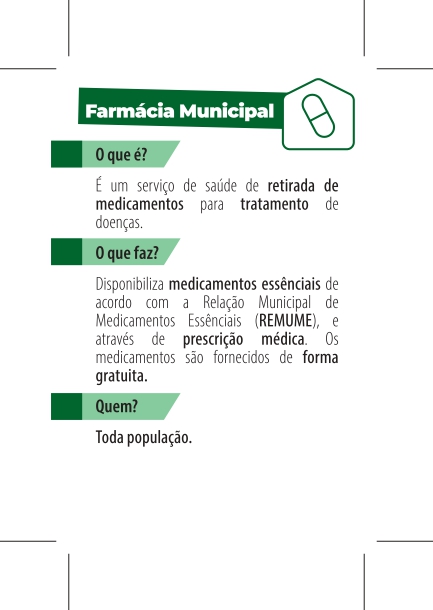 Farmácia Municipal
O que é?
É um serviço de saúde de retirada de
medicamentos para tratamento de
doenças.
O que faz?
Disponibiliza medicamentos essênciais de
acordo com a Relação Municipal de
Medicamentos Essênciais (REMUME), e
através de prescrição médica. Os
medicamentos são fornecidos de forma
gratuita.
Quem?
Toda população.